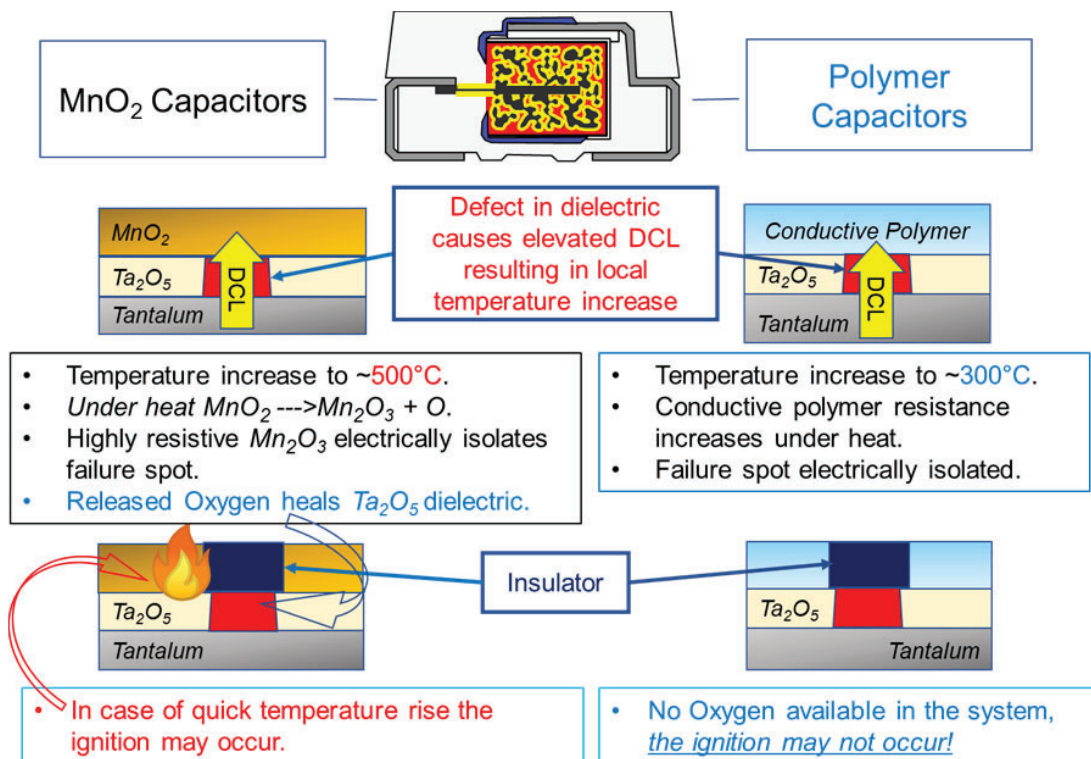 MnO₂ Capacitors
Polymer
Capacitors
Defect in dielectric
causes elevated DCL
resulting in local
temperature increase
MnO₂
Ta₂O₅
Tantalum
DCL
Conductive Polymer
Ta₂O₅
Tantalum
DCL
• Temperature increase to ~500°C.
• Under heat MnO₂ --->Mn₂O₃ + O.
• Highly resistive Mn₂O₃ electrically isolates
failure spot.
• Released Oxygen heals Ta₂O₅ dielectric.
• Temperature increase to ~300°C.
• Conductive polymer resistance
increases under heat.
• Failure spot electrically isolated.
Ta₂O₅
Tantalum
Insulator
Ta₂O₅
Tantalum
• In case of quick temperature rise the
ignition may occur.
• No Oxygen available in the system,
the ignition may not occur!